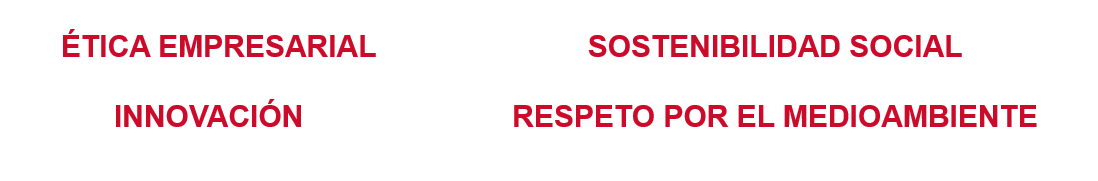 ÉTICA EMPRESARIAL
SOSTENIBILIDAD SOCIAL
INNOVACIÓN
RESPETO POR EL MEDIOAMBIENTE